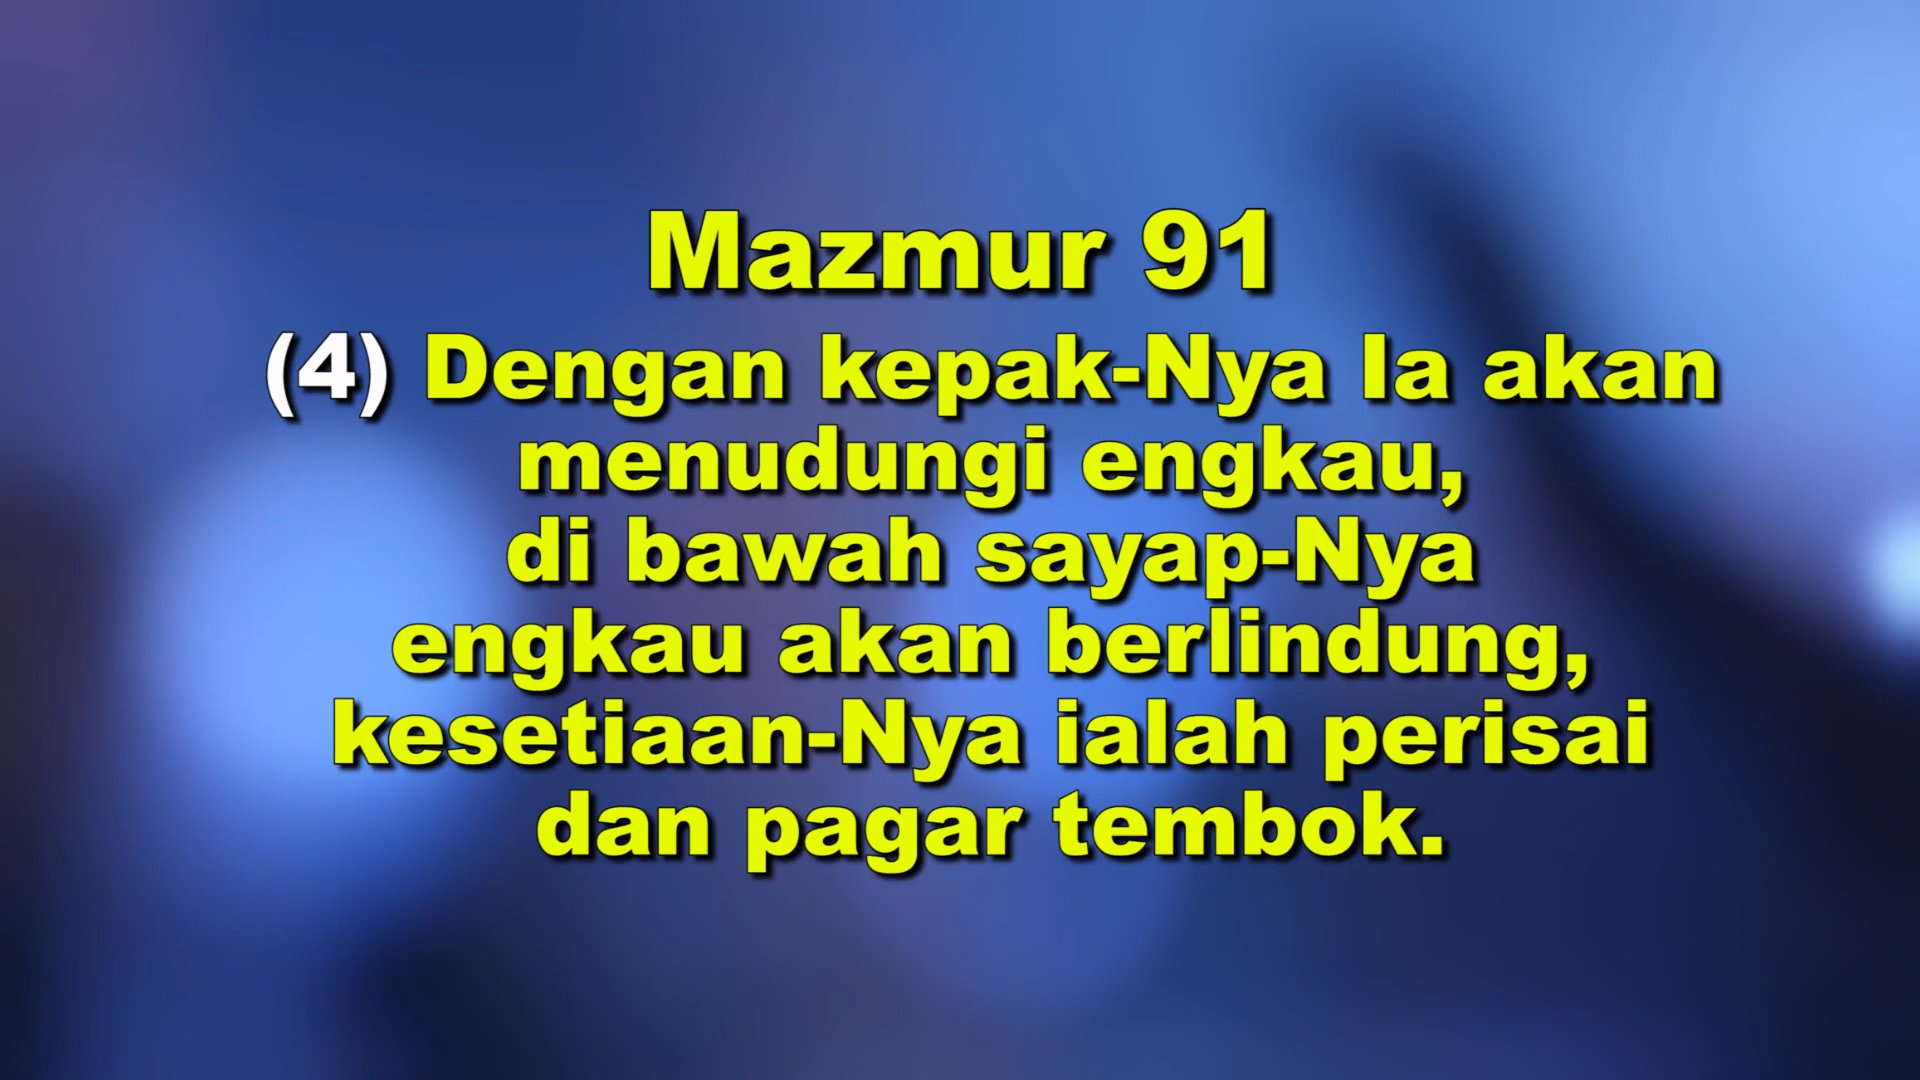 Mazmur 91
(4) Dengan kepak-Nya Ia akan
menudungi engkau,
di bawah sayap-Nya
engkau akan berlindung,
kesetiaan-Nya ialah perisai
dan pagar tembok.